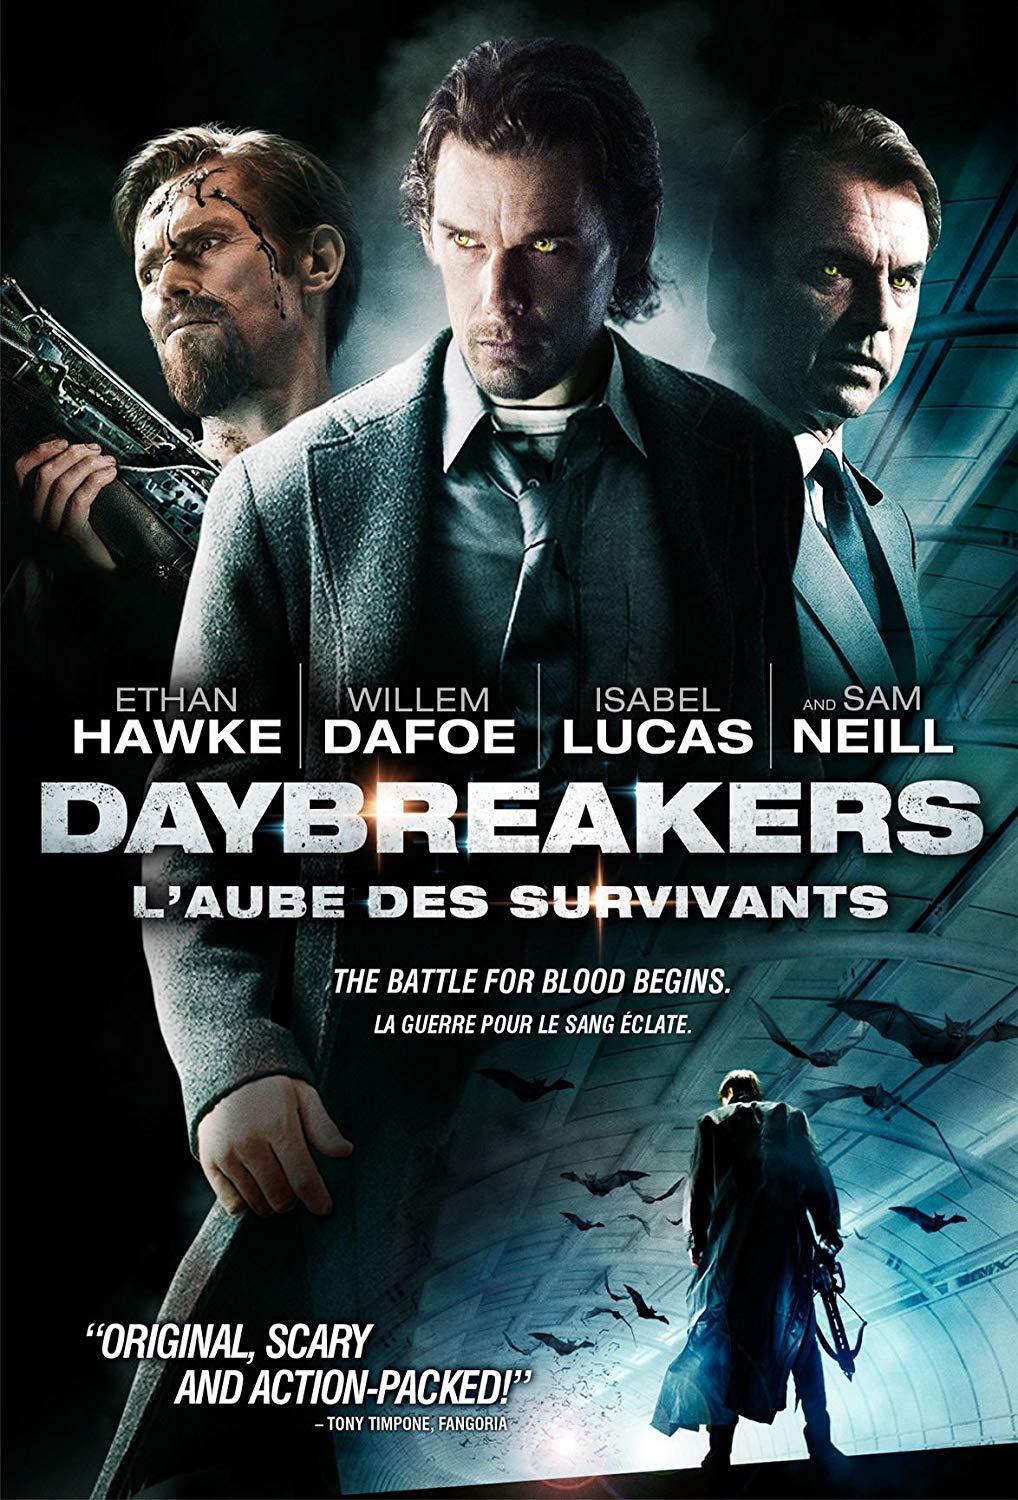 ETHAN HAWKE
WILLEM DAFOE
ISABEL LUCAS
AND SAM NEILL
DAYBREAKERS
L'AUBE DES SURVIVANTS
THE BATTLE FOR BLOOD BEGINS.
LA GUERRE POUR LE SANG ÉCLATE.
“ORIGINAL, SCARY
AND ACTION-PACKED!”
– TONY TIMPONE, FANGORIA